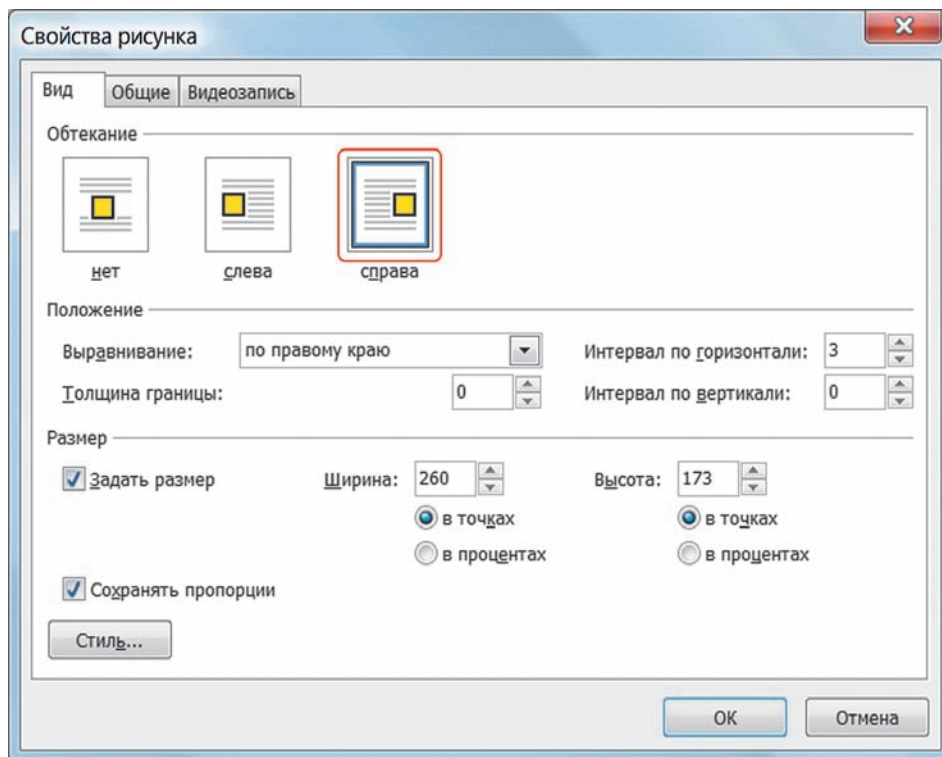 Свойства рисунка
Вид Общие Видеозапись
Обтекание
нет слева справа
Положение
Выравнивание: по правому краю Интервал по горизонтали: 3
Толщина границы: 0 Интервал по вертикали: 0
Размер
Задать размер Ширина: 260 Высота: 173
в точках в точках
в процентах в процентах
Сохранять пропорции
Стиль...
ОК Отмена